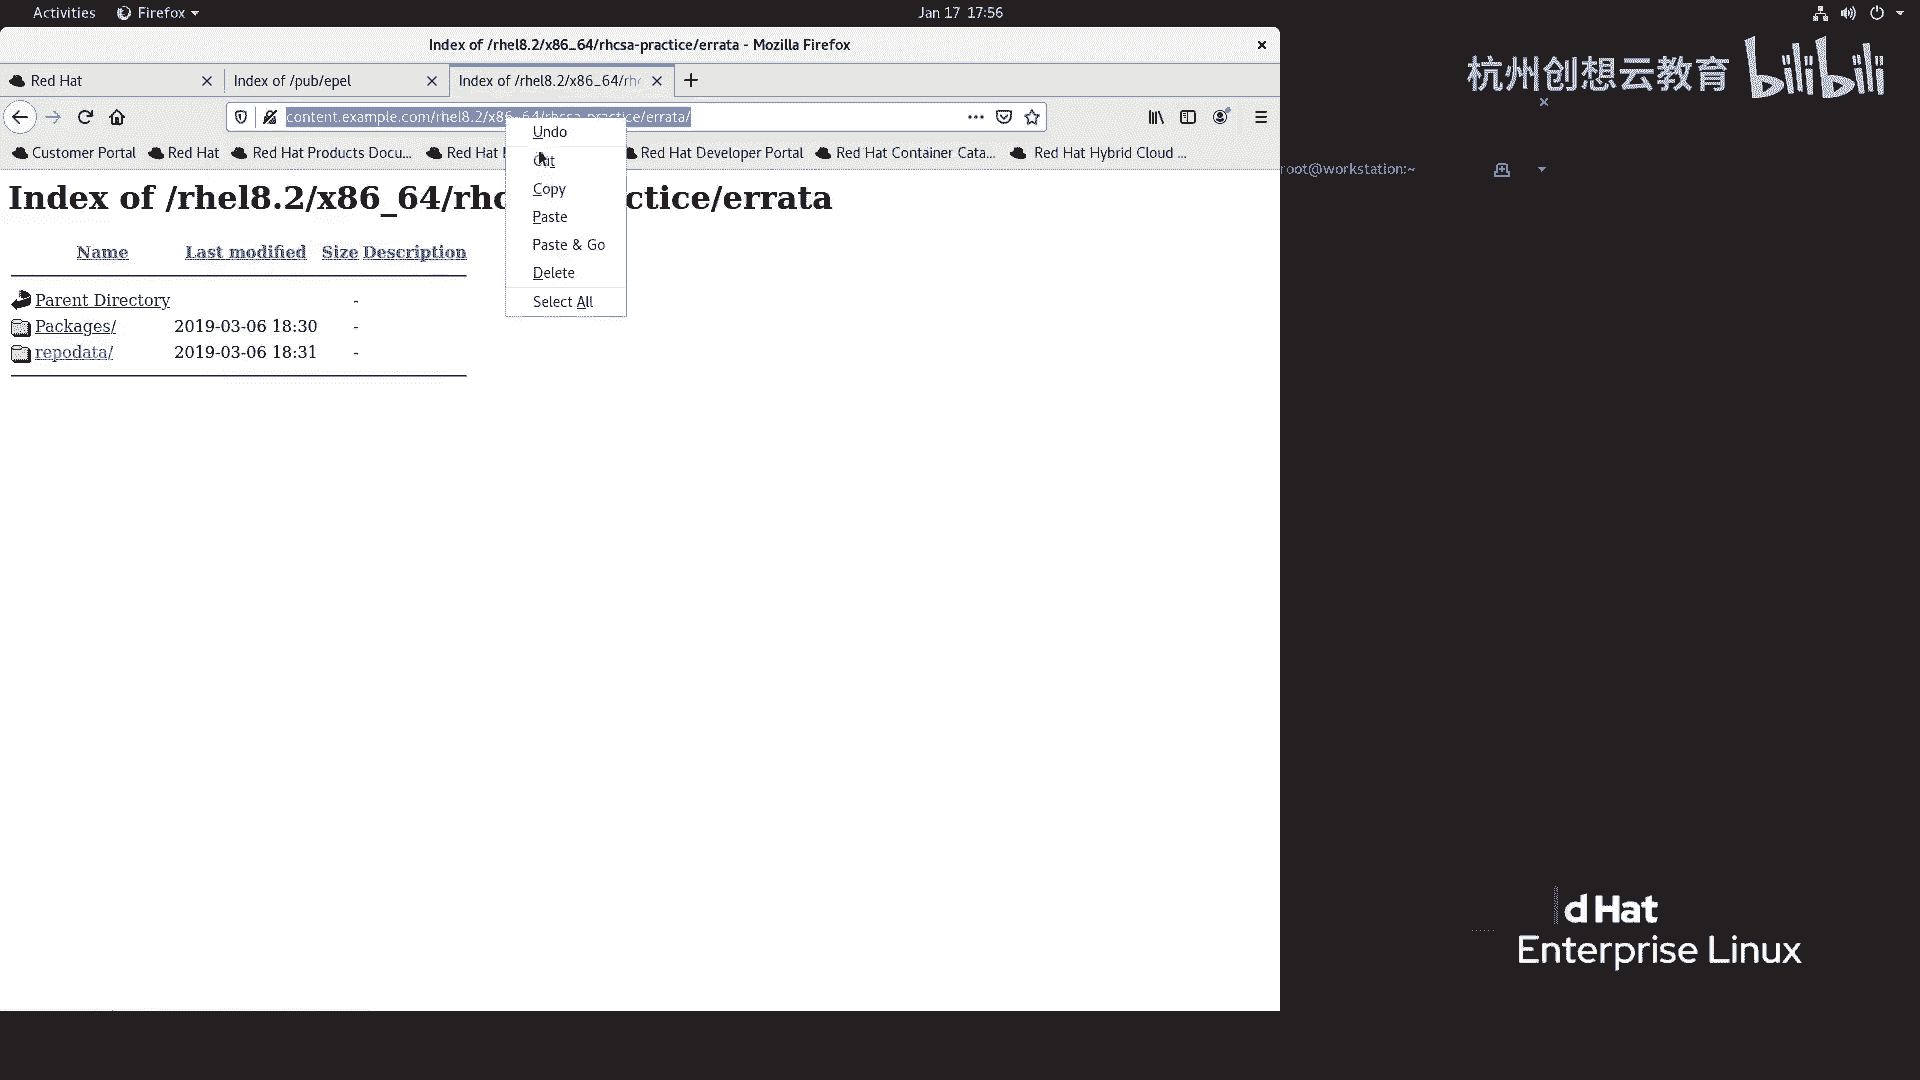 Activities Firefox Jan 17 17:56
Index of /rhel8.2/x86_64/rhcsa-practice/errata - Mozilla Firefox
Red Hat Index of /pub/epel Index of /rhel8.2/x86_64/rh
content.example.com/rhel8.2/x86_64/rhcsa-practice/errata/
Customer Portal Red Hat Red Hat Products Docu... Red Hat Red Hat Developer Portal Red Hat Container Cata... Red Hat Hybrid Cloud ...
Undo
Cut
Copy
Paste
Paste & Go
Delete
Select All
Index of /rhel8.2/x86_64/rh ctice/errata
Name Last modified Size Description
Parent Directory -
Packages/ 2019-03-06 18:30 -
repodata/ 2019-03-06 18:31 -
杭州创想云教育 bilibili
root@workstation:~
d Hat
Enterprise Linux